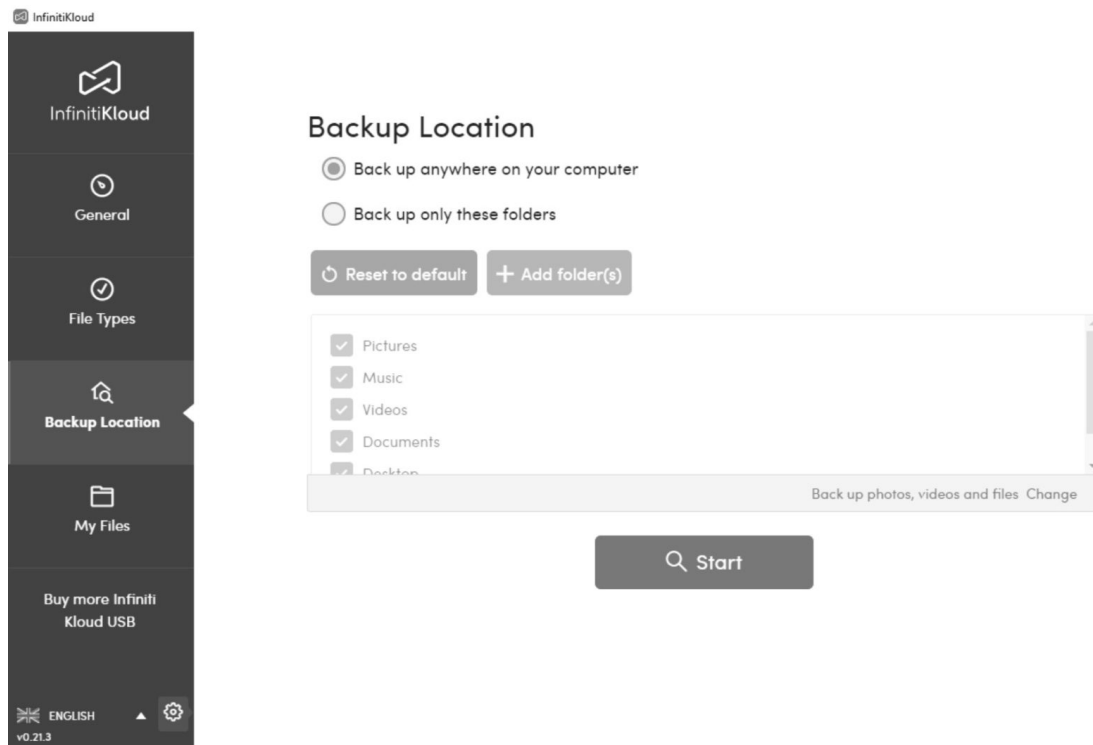 InfinitiKloud
InfinitiKloud
General
File Types
Backup Location
My Files
Buy more Infiniti
Kloud USB
ENGLISH
v0.21.3
Backup Location
Back up anywhere on your computer
Back up only these folders
Reset to default
Add folder(s)
Pictures
Music
Videos
Documents
Desktop
Back up photos, videos and files Change
Start